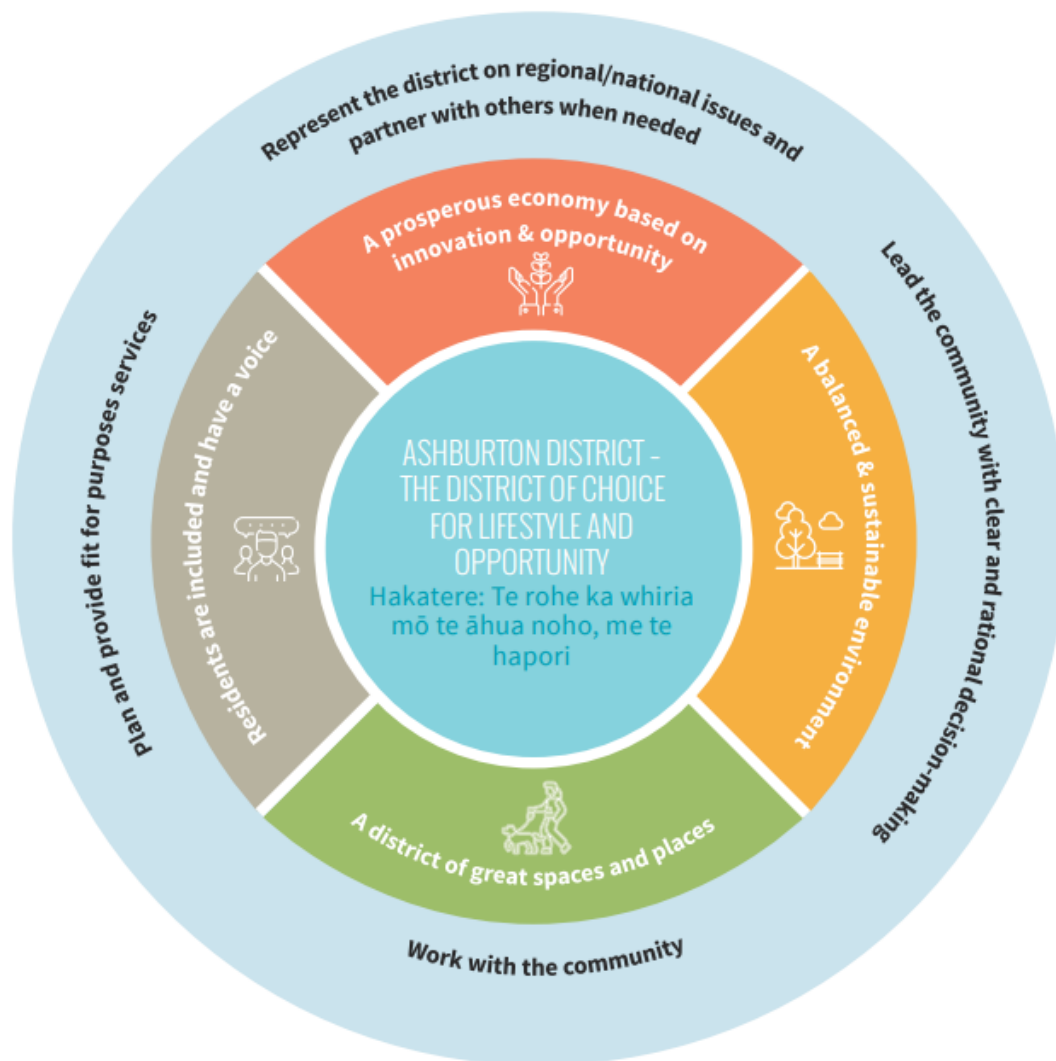 Represent the district on regional/national issues and
partner with others when needed
A prosperous economy based on
innovation & opportunity
Lead the community with clear and rational decision-making
A balanced & sustainable environment
Plan and provide fit for purposes services
Residents are included and have a voice
ASHBURTON DISTRICT –
THE DISTRICT OF CHOICE
FOR LIFESTYLE AND
OPPORTUNITY
Hakatere: Te rohe ka whiria
mō te āhua noho, me te
hapori
A district of great spaces and places
Work with the community